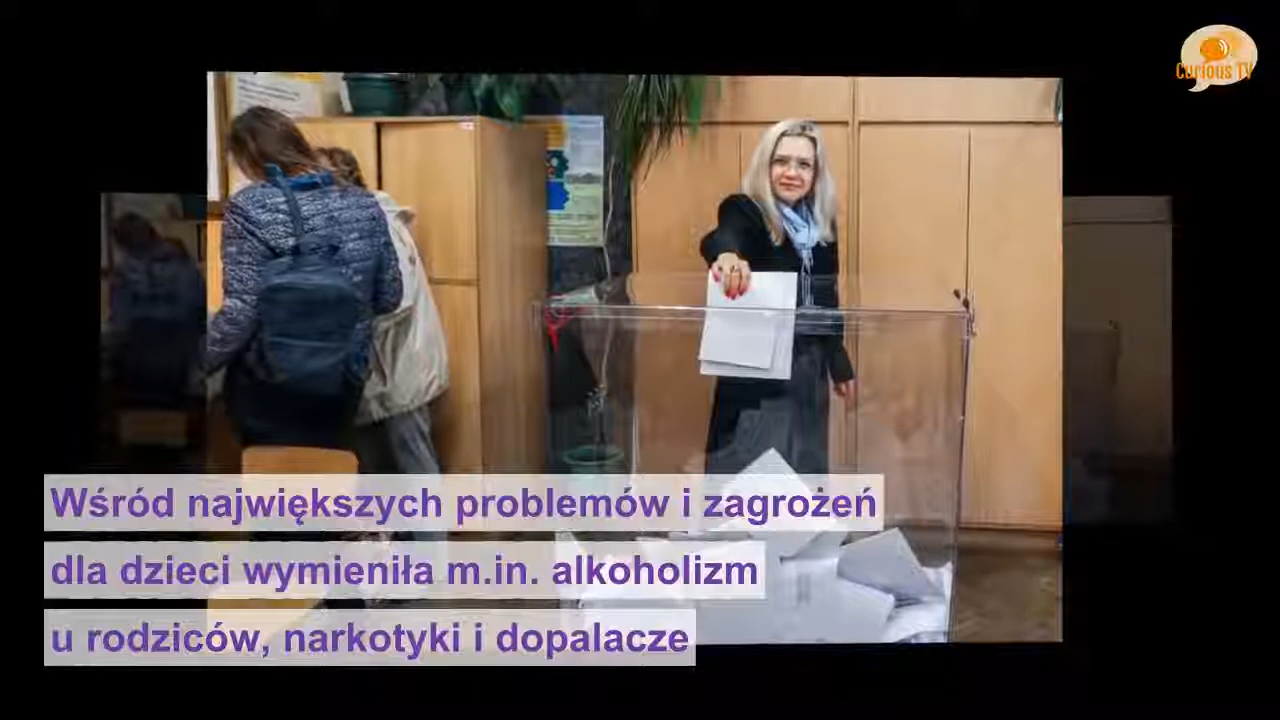 Curious TV
Wśród największych problemów i zagrożeń
dla dzieci wymieniła m.in. alkoholizm
u rodziców, narkotyki i dopalacze